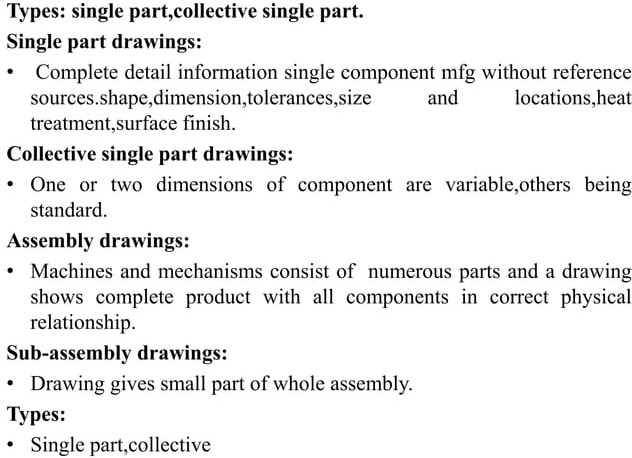 Types: single part,collective single part.
Single part drawings:
• Complete detail information single component mfg without reference
sources.shape,dimension,tolerances,size and locations,heat
treatment,surface finish.
Collective single part drawings:
• One or two dimensions of component are variable,others being
standard.
Assembly drawings:
• Machines and mechanisms consist of numerous parts and a drawing
shows complete product with all components in correct physical
relationship.
Sub-assembly drawings:
• Drawing gives small part of whole assembly.
Types:
• Single part,collective